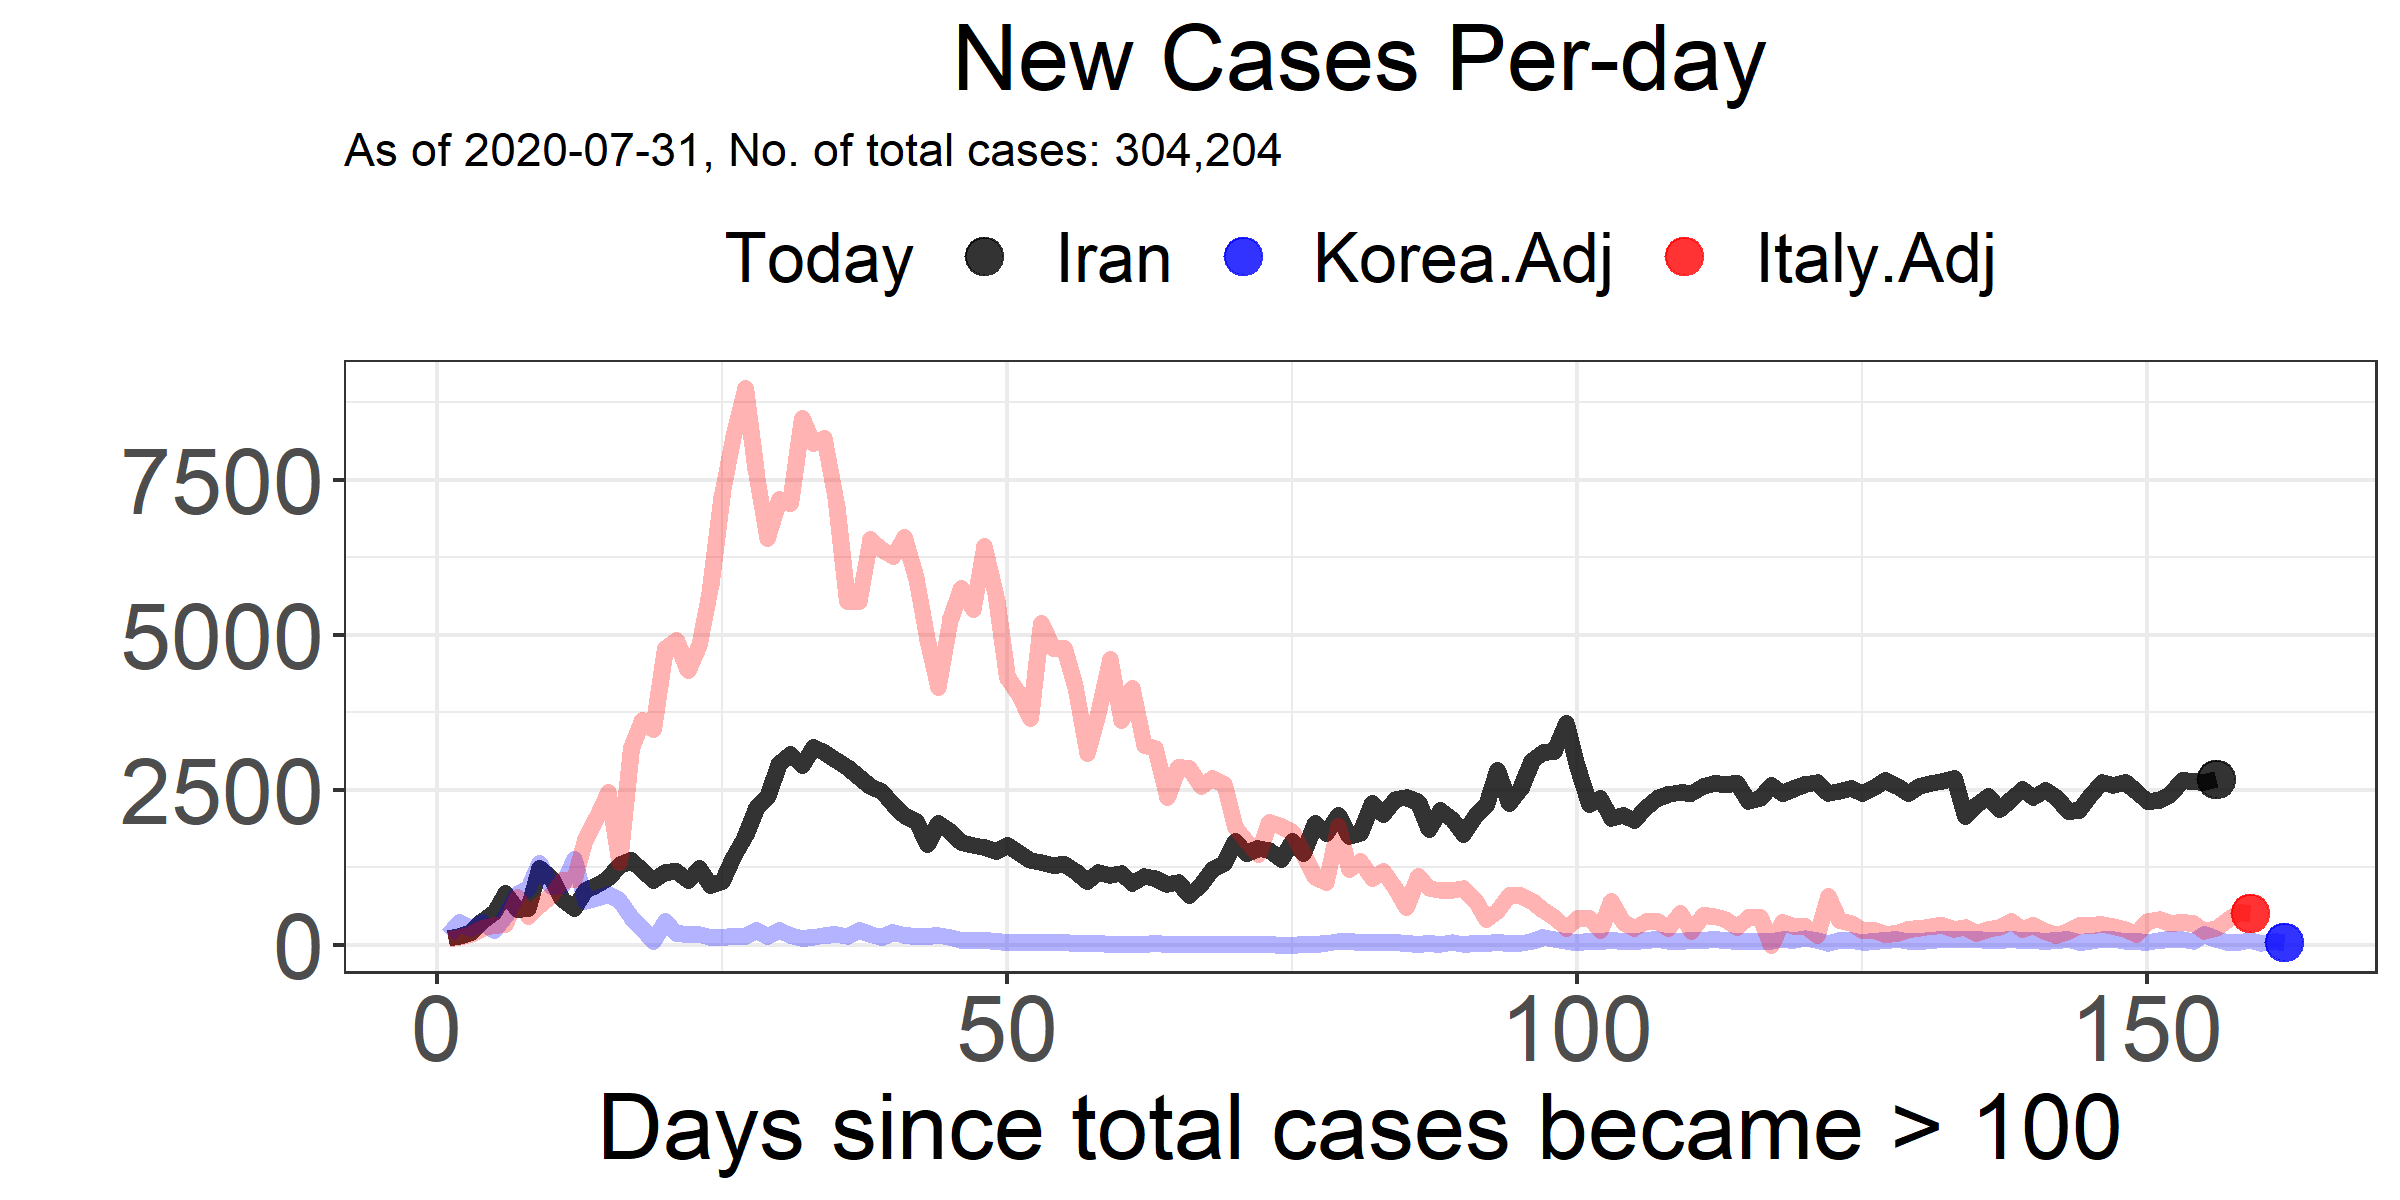 New Cases Per-day
As of 2020-07-31, No. of total cases: 304,204
Today Iran Korea.Adj Italy.Adj
7500
5000
2500
0
0 50 100 150
Days since total cases became > 100